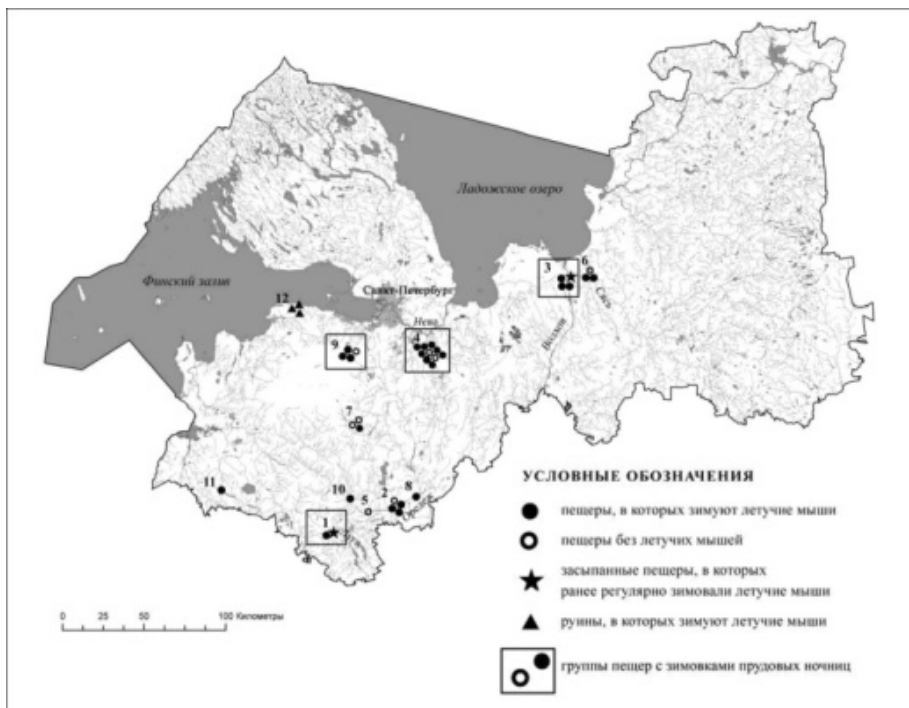 Ладожское озеро
Финский залив
Санкт-Петербург
Нева
Волхов
Сясь
3
6
12
9
4
7
11
10
5
2
8
1
УСЛОВНЫЕ ОБОЗНАЧЕНИЯ
пещеры, в которых зимуют летучие мыши
пещеры без летучих мышей
засыпанные пещеры, в которых
ранее регулярно зимовали летучие мыши
руины, в которых зимуют летучие мыши
группы пещер с зимовками прудовых ночниц
0 25 50 100 Километры